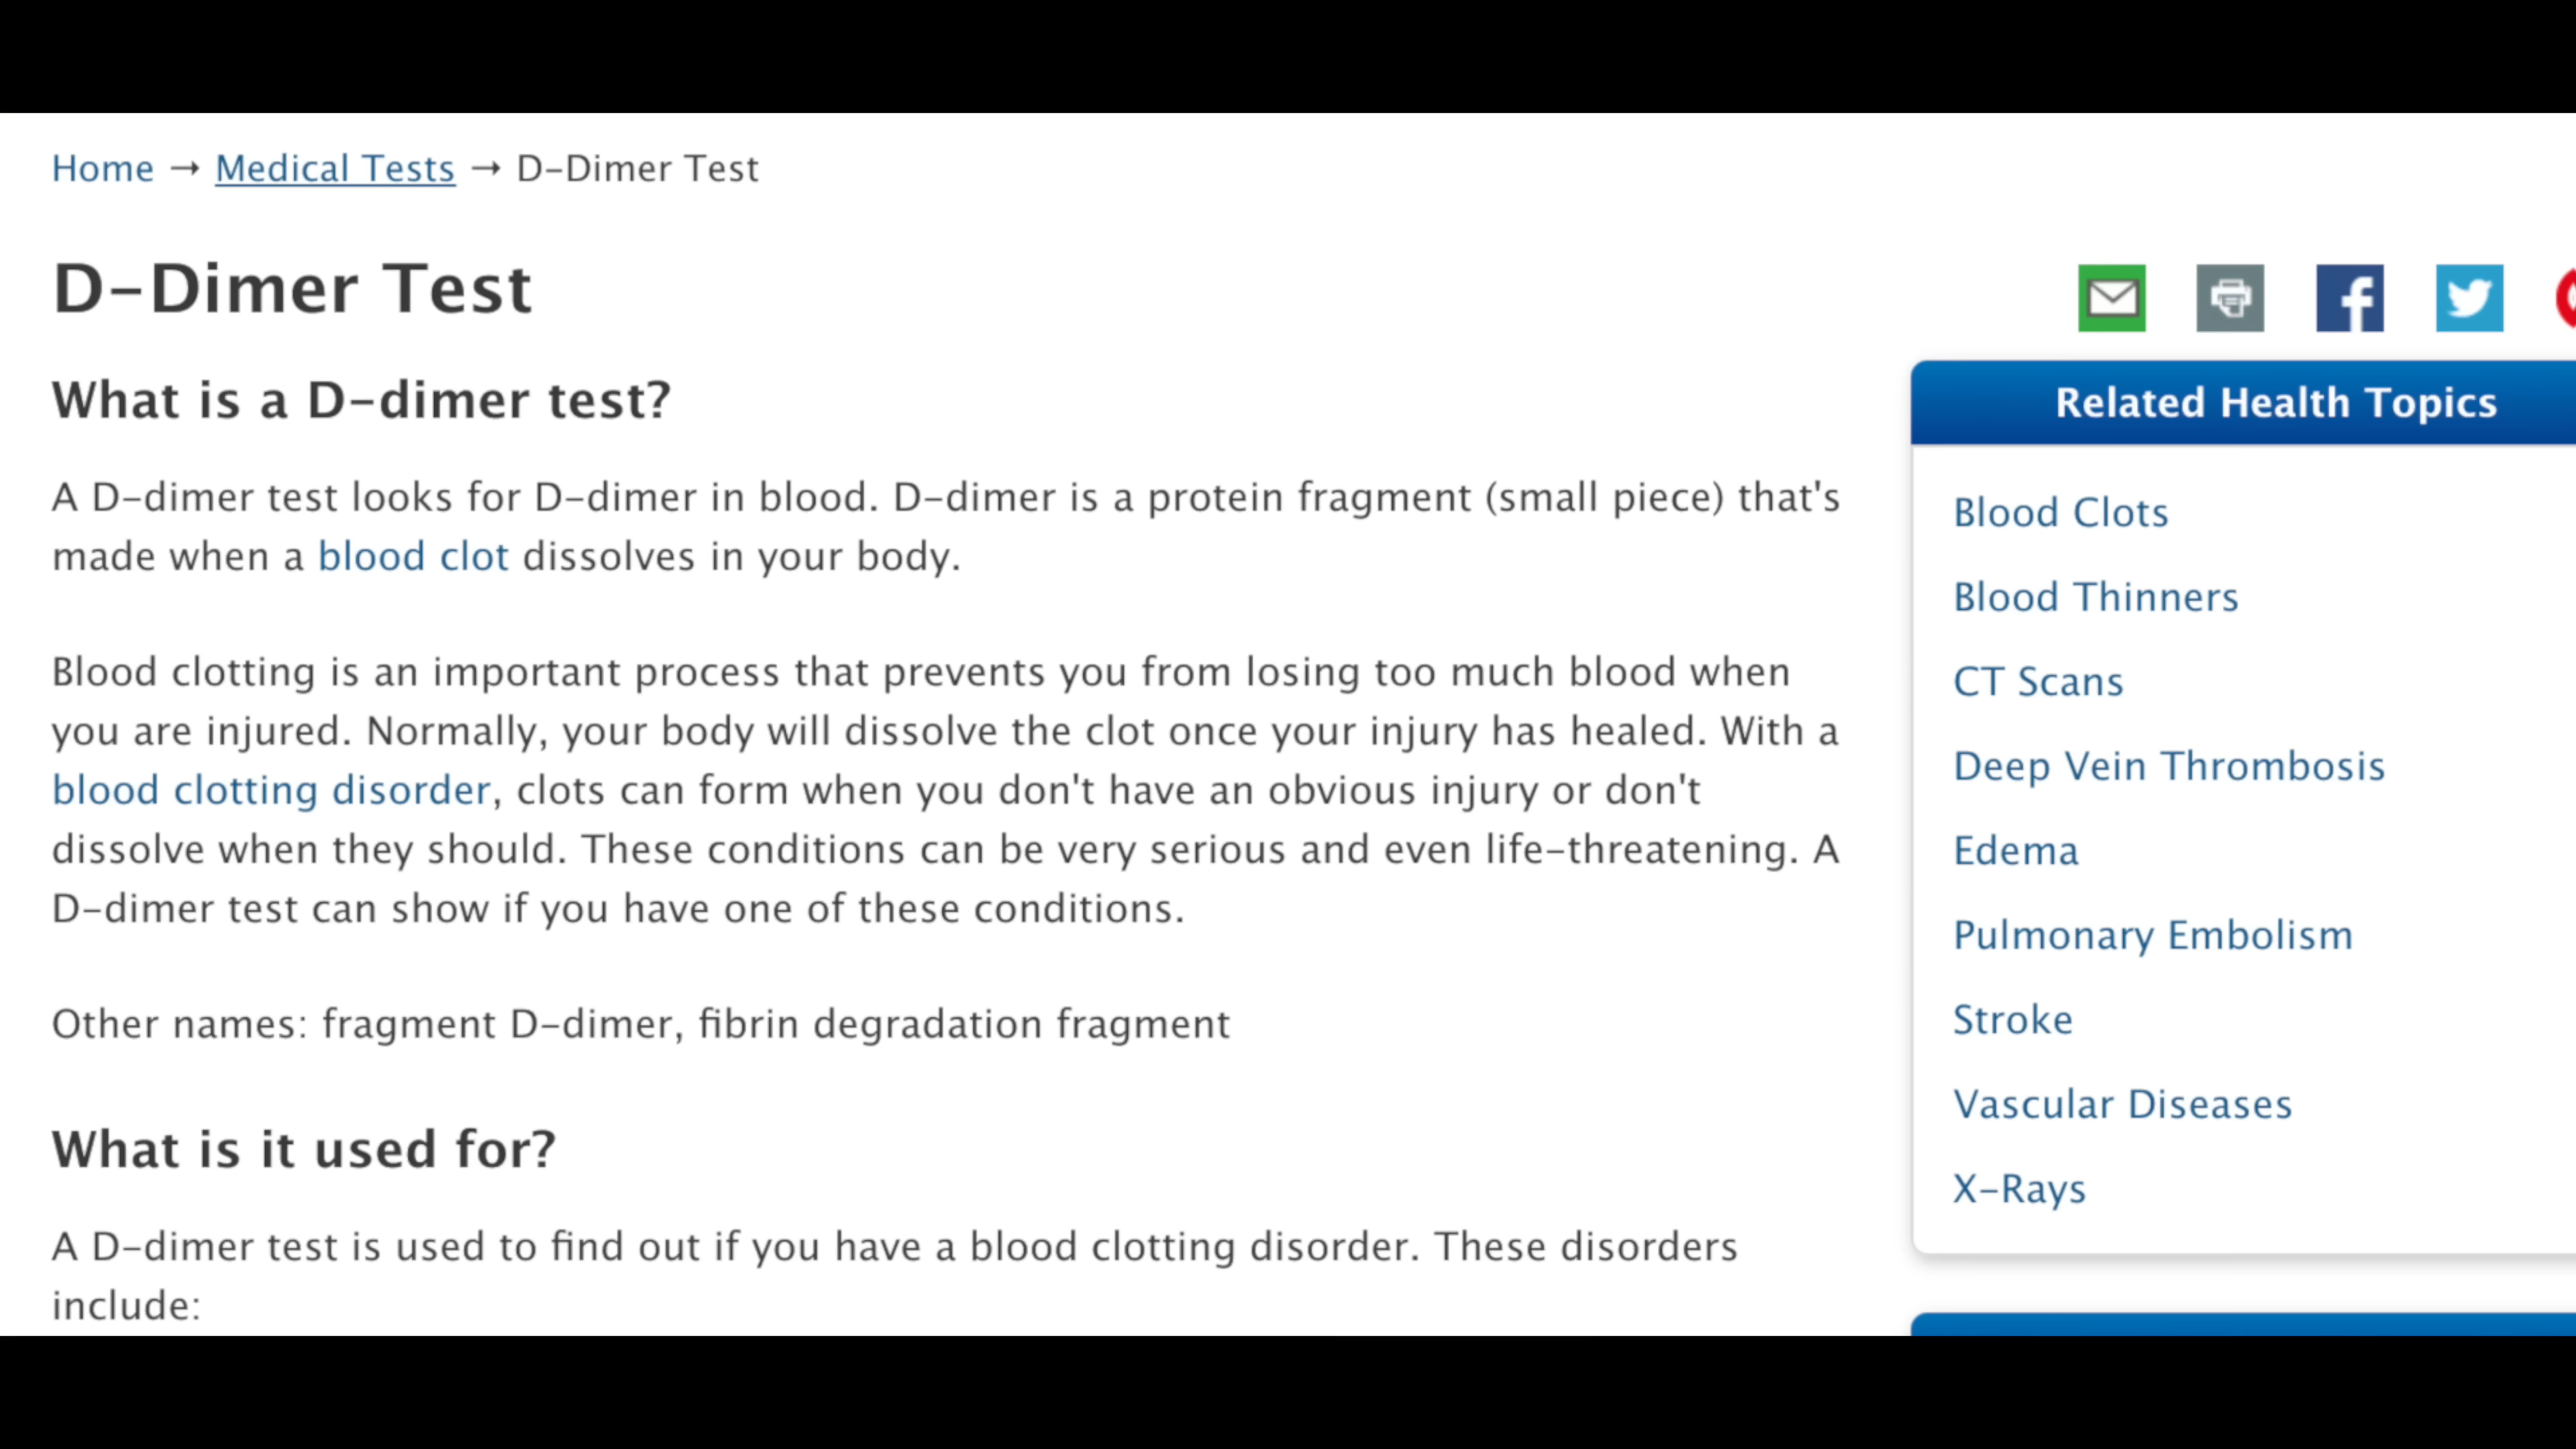 Home → Medical Tests → D-Dimer Test
D-Dimer Test
What is a D-dimer test?
A D-dimer test looks for D-dimer in blood. D-dimer is a protein fragment (small piece) that's
made when a blood clot dissolves in your body.
Blood clotting is an important process that prevents you from losing too much blood when
you are injured. Normally, your body will dissolve the clot once your injury has healed. With a
blood clotting disorder, clots can form when you don't have an obvious injury or don't
dissolve when they should. These conditions can be very serious and even life-threatening. A
D-dimer test can show if you have one of these conditions.
Other names: fragment D-dimer, fibrin degradation fragment
What is it used for?
A D-dimer test is used to find out if you have a blood clotting disorder. These disorders
include:
Related Health Topics
Blood Clots
Blood Thinners
CT Scans
Deep Vein Thrombosis
Edema
Pulmonary Embolism
Stroke
Vascular Diseases
X-Rays